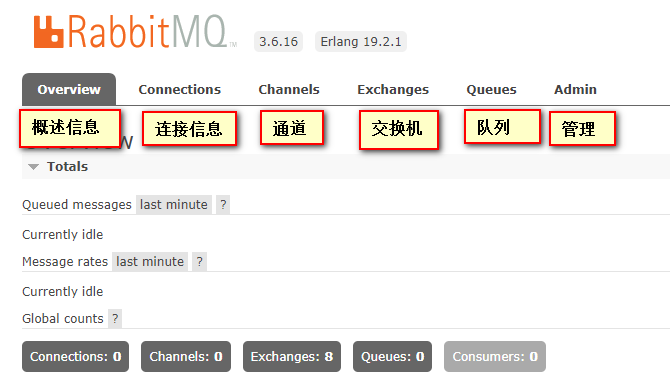 RabbitMQ TM 3.6.16 Erlang 19.2.1
Overview Connections Channels Exchanges Queues Admin
概述信息 连接信息 通道 交换机 队列 管理
Totals
Queued messages last minute ?
Currently idle
Message rates last minute ?
Currently idle
Global counts ?
Connections: 0 Channels: 0 Exchanges: 8 Queues: 0 Consumers: 0